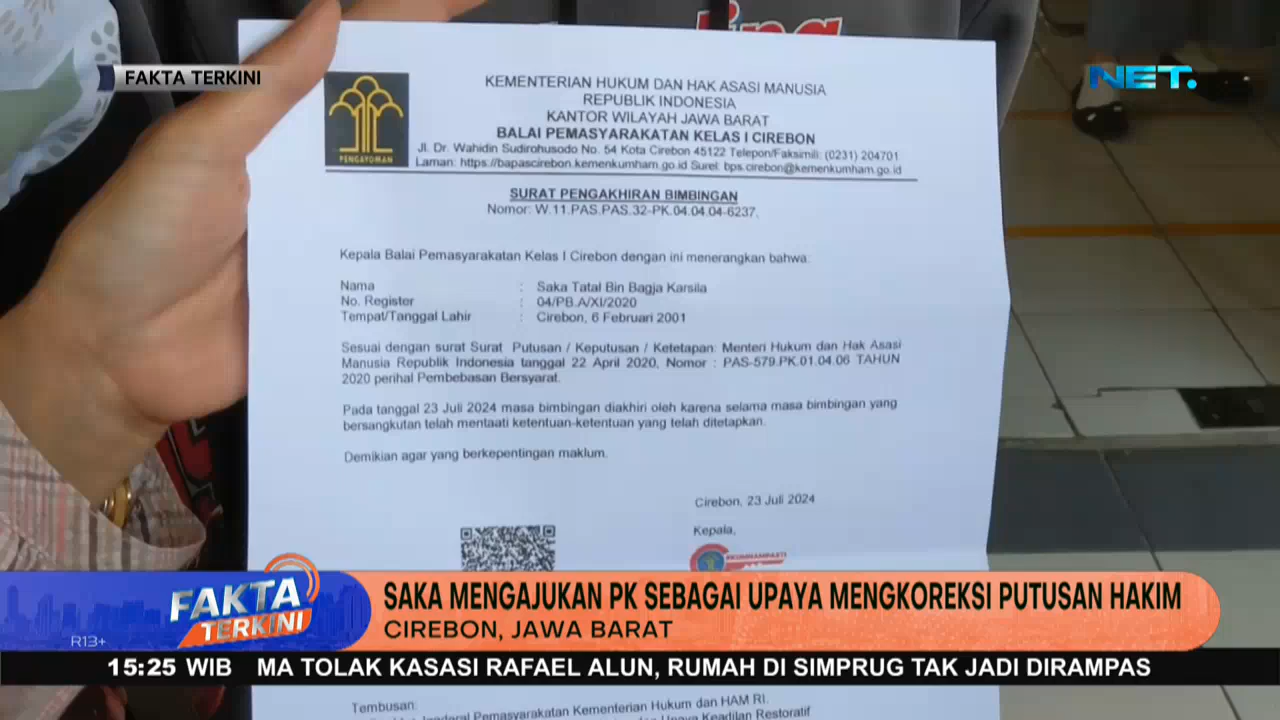 FAKTA TERKINI
NET.
KEMENTERIAN HUKUM DAN HAK ASASI MANUSIA
REPUBLIK INDONESIA
KANTOR WILAYAH JAWA BARAT
BALAI PEMASYARAKATAN KELAS I CIREBON
Jl. Dr. Wahidin Sudirohusodo No. 54 Kota Cirebon 45122 Telepon/Faksimili: (0231) 204701
Laman: https://bapascirebon.kemenkumham.go.id Surel: bps.cirebon@kemenkumham.go.id
PENGAYOMAN
SURAT PENGAKHIRAN BIMBINGAN
Nomor: W.11.PAS.PAS.32-PK.04.04.04-6237,
Kepala Balai Pemasyarakatan Kelas I Cirebon dengan ini menerangkan bahwa:
Nama : Saka Tatal Bin Bagja Karsila
No. Register : 04/PB.A/XI/2020
Tempat/Tanggal Lahir : Cirebon, 6 Februari 2001
Sesuai dengan surat Surat Putusan / Keputusan / Ketetapan: Menteri Hukum dan Hak Asasi
Manusia Republik Indonesia tanggal 22 April 2020, Nomor : PAS-579.PK.01.04.06 TAHUN
2020 perihal Pembebasan Bersyarat.
Pada tanggal 23 Juli 2024 masa bimbingan diakhiri oleh karena selama masa bimbingan yang
bersangkutan telah mentaati ketentuan-ketentuan yang telah ditetapkan.
Demikian agar yang berkepentingan maklum.
Cirebon, 23 Juli 2024
Kepala,
FAKTA
TERKINI
R13+
SAKA MENGAJUKAN PK SEBAGAI UPAYA MENGKOREKSI PUTUSAN HAKIM
CIREBON, JAWA BARAT
15:25 WIB MA TOLAK KASASI RAFAEL ALUN, RUMAH DI SIMPRUG TAK JADI DIRAMPAS
Tembusan:
Pemasyarakatan Kementerian Hukum dan HAM RI.
Upaya Keadilan Restoratif